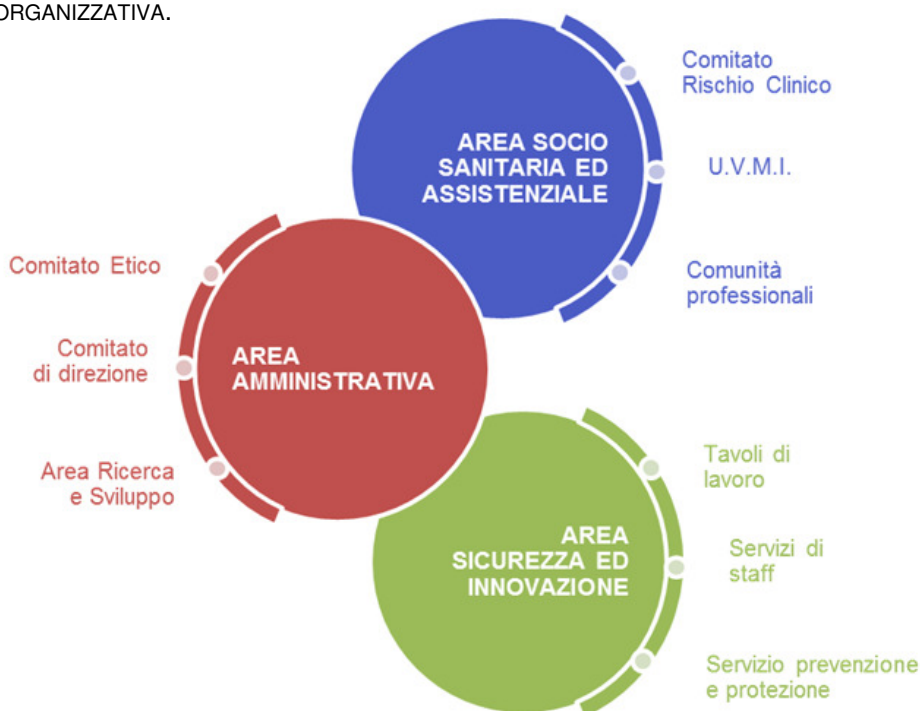 ORGANIZZATIVA.
AREA SOCIO
SANITARIA ED
ASSISTENZIALE
Comitato
Rischio Clinico
U.V.M.I.
Comunità
professionali
Comitato Etico
Comitato
di direzione
Area Ricerca
e Sviluppo
AREA
AMMINISTRATIVA
AREA
SICUREZZA ED
INNOVAZIONE
Tavoli di
lavoro
Servizi di
staff
Servizio prevenzione
e protezione